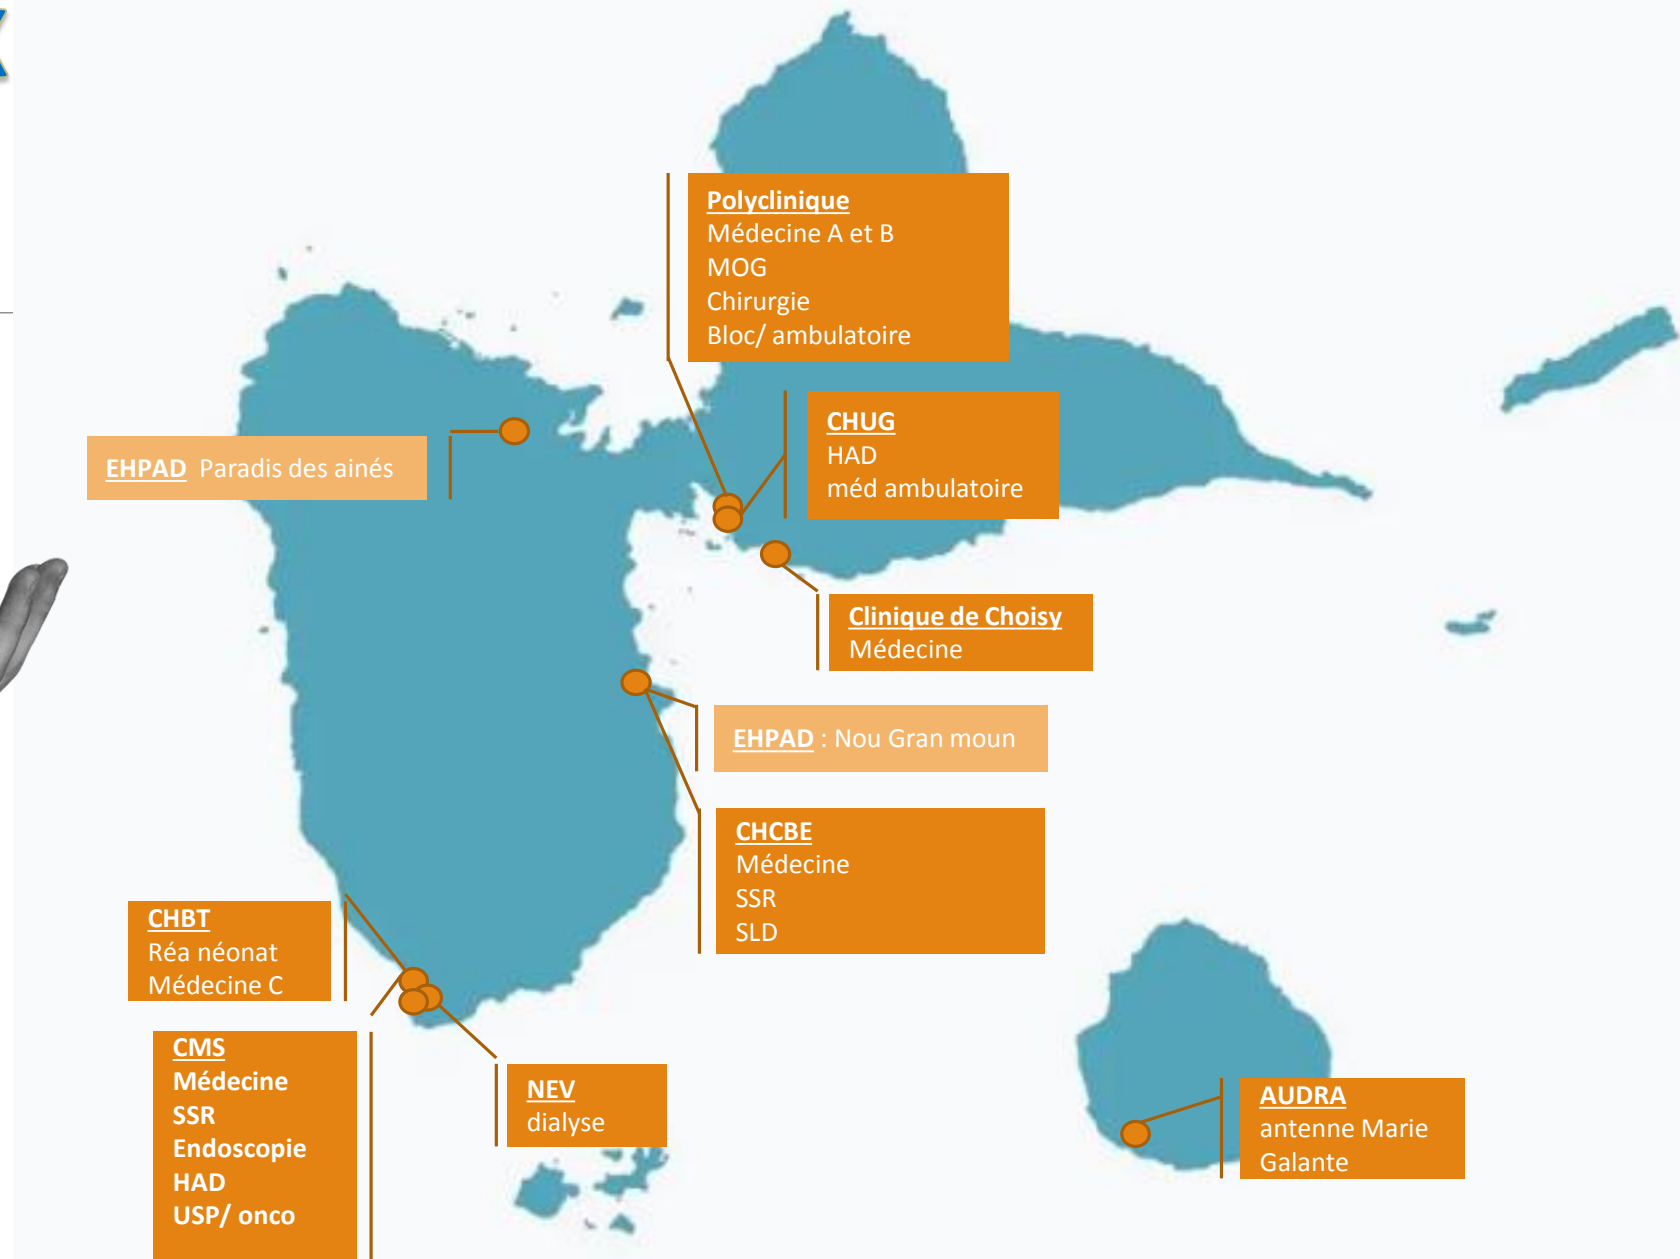 Polyclinique
Médecine A et B
MOG
Chirurgie
Bloc/ ambulatoire
CHUG
HAD
méd ambulatoire
EHPAD Paradis des ainés
Clinique de Choisy
Médecine
EHPAD : Nou Gran moun
CHCBE
Médecine
SSR
SLD
CHBT
Réa néonat
Médecine C
CMS
Médecine
SSR
Endoscopie
HAD
USP/ onco
NEV
dialyse
AUDRA
antenne Marie
Galante